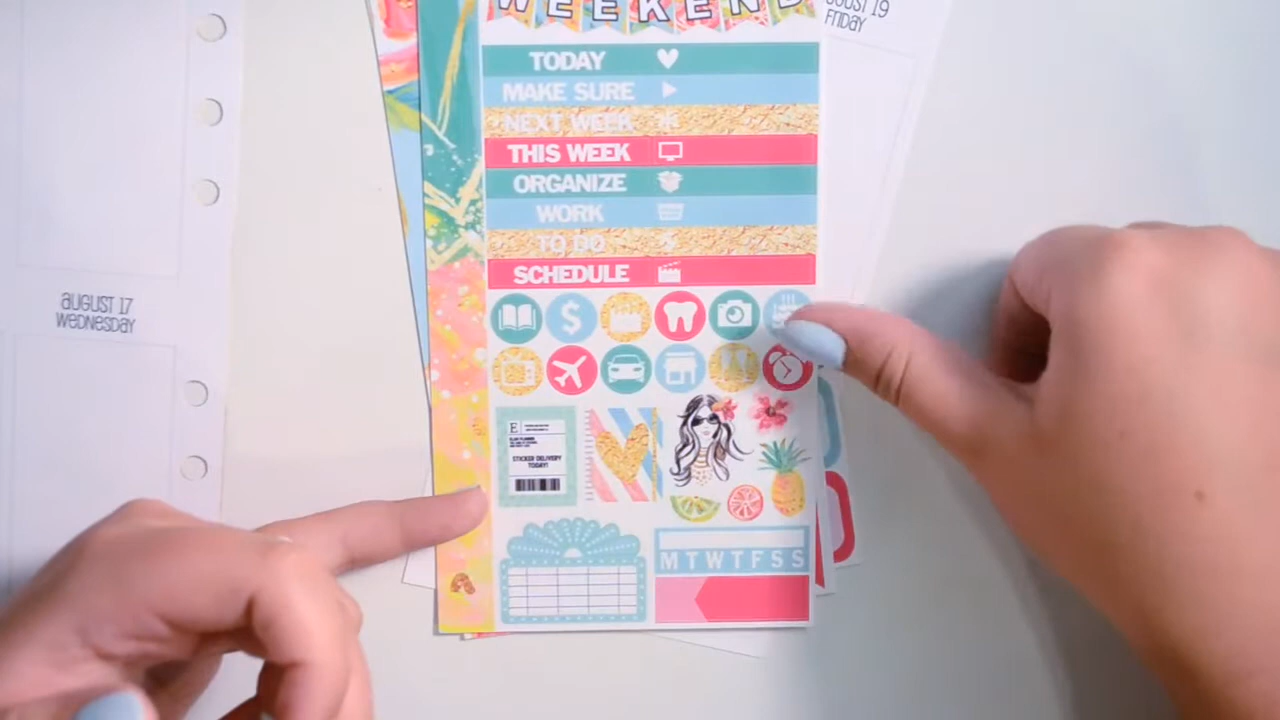 WEEKEND
AUGUST 19
FRIDAY
TODAY
MAKE SURE
NEXT WEEK
THIS WEEK
ORGANIZE
WORK
TO DO
SCHEDULE
AUGUST 17
WEDNESDAY
E
STICKER DELIVERY
TODAY!
M T W T F S S